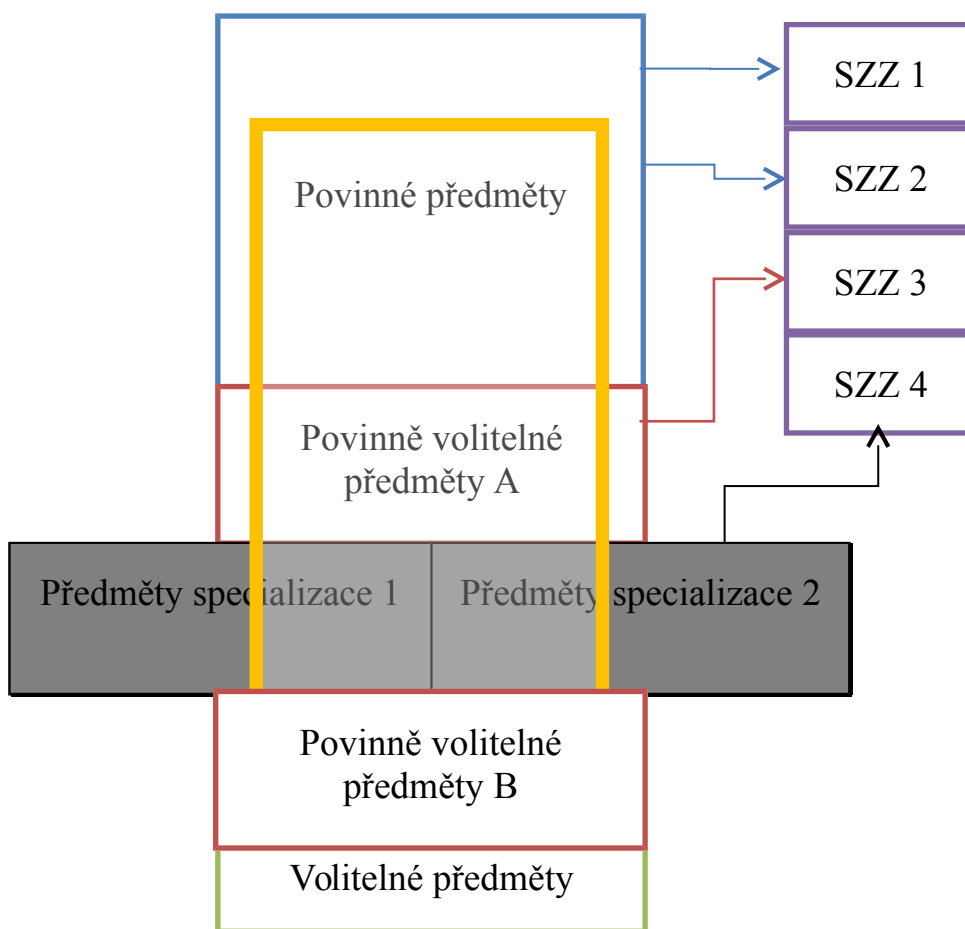 SZZ 1
SZZ 2
Povinné předměty
SZZ 3
SZZ 4
Povinně volitelné
předměty A
Předměty specializace 1
Předměty specializace 2
Povinně volitelné
předměty B
Volitelné předměty